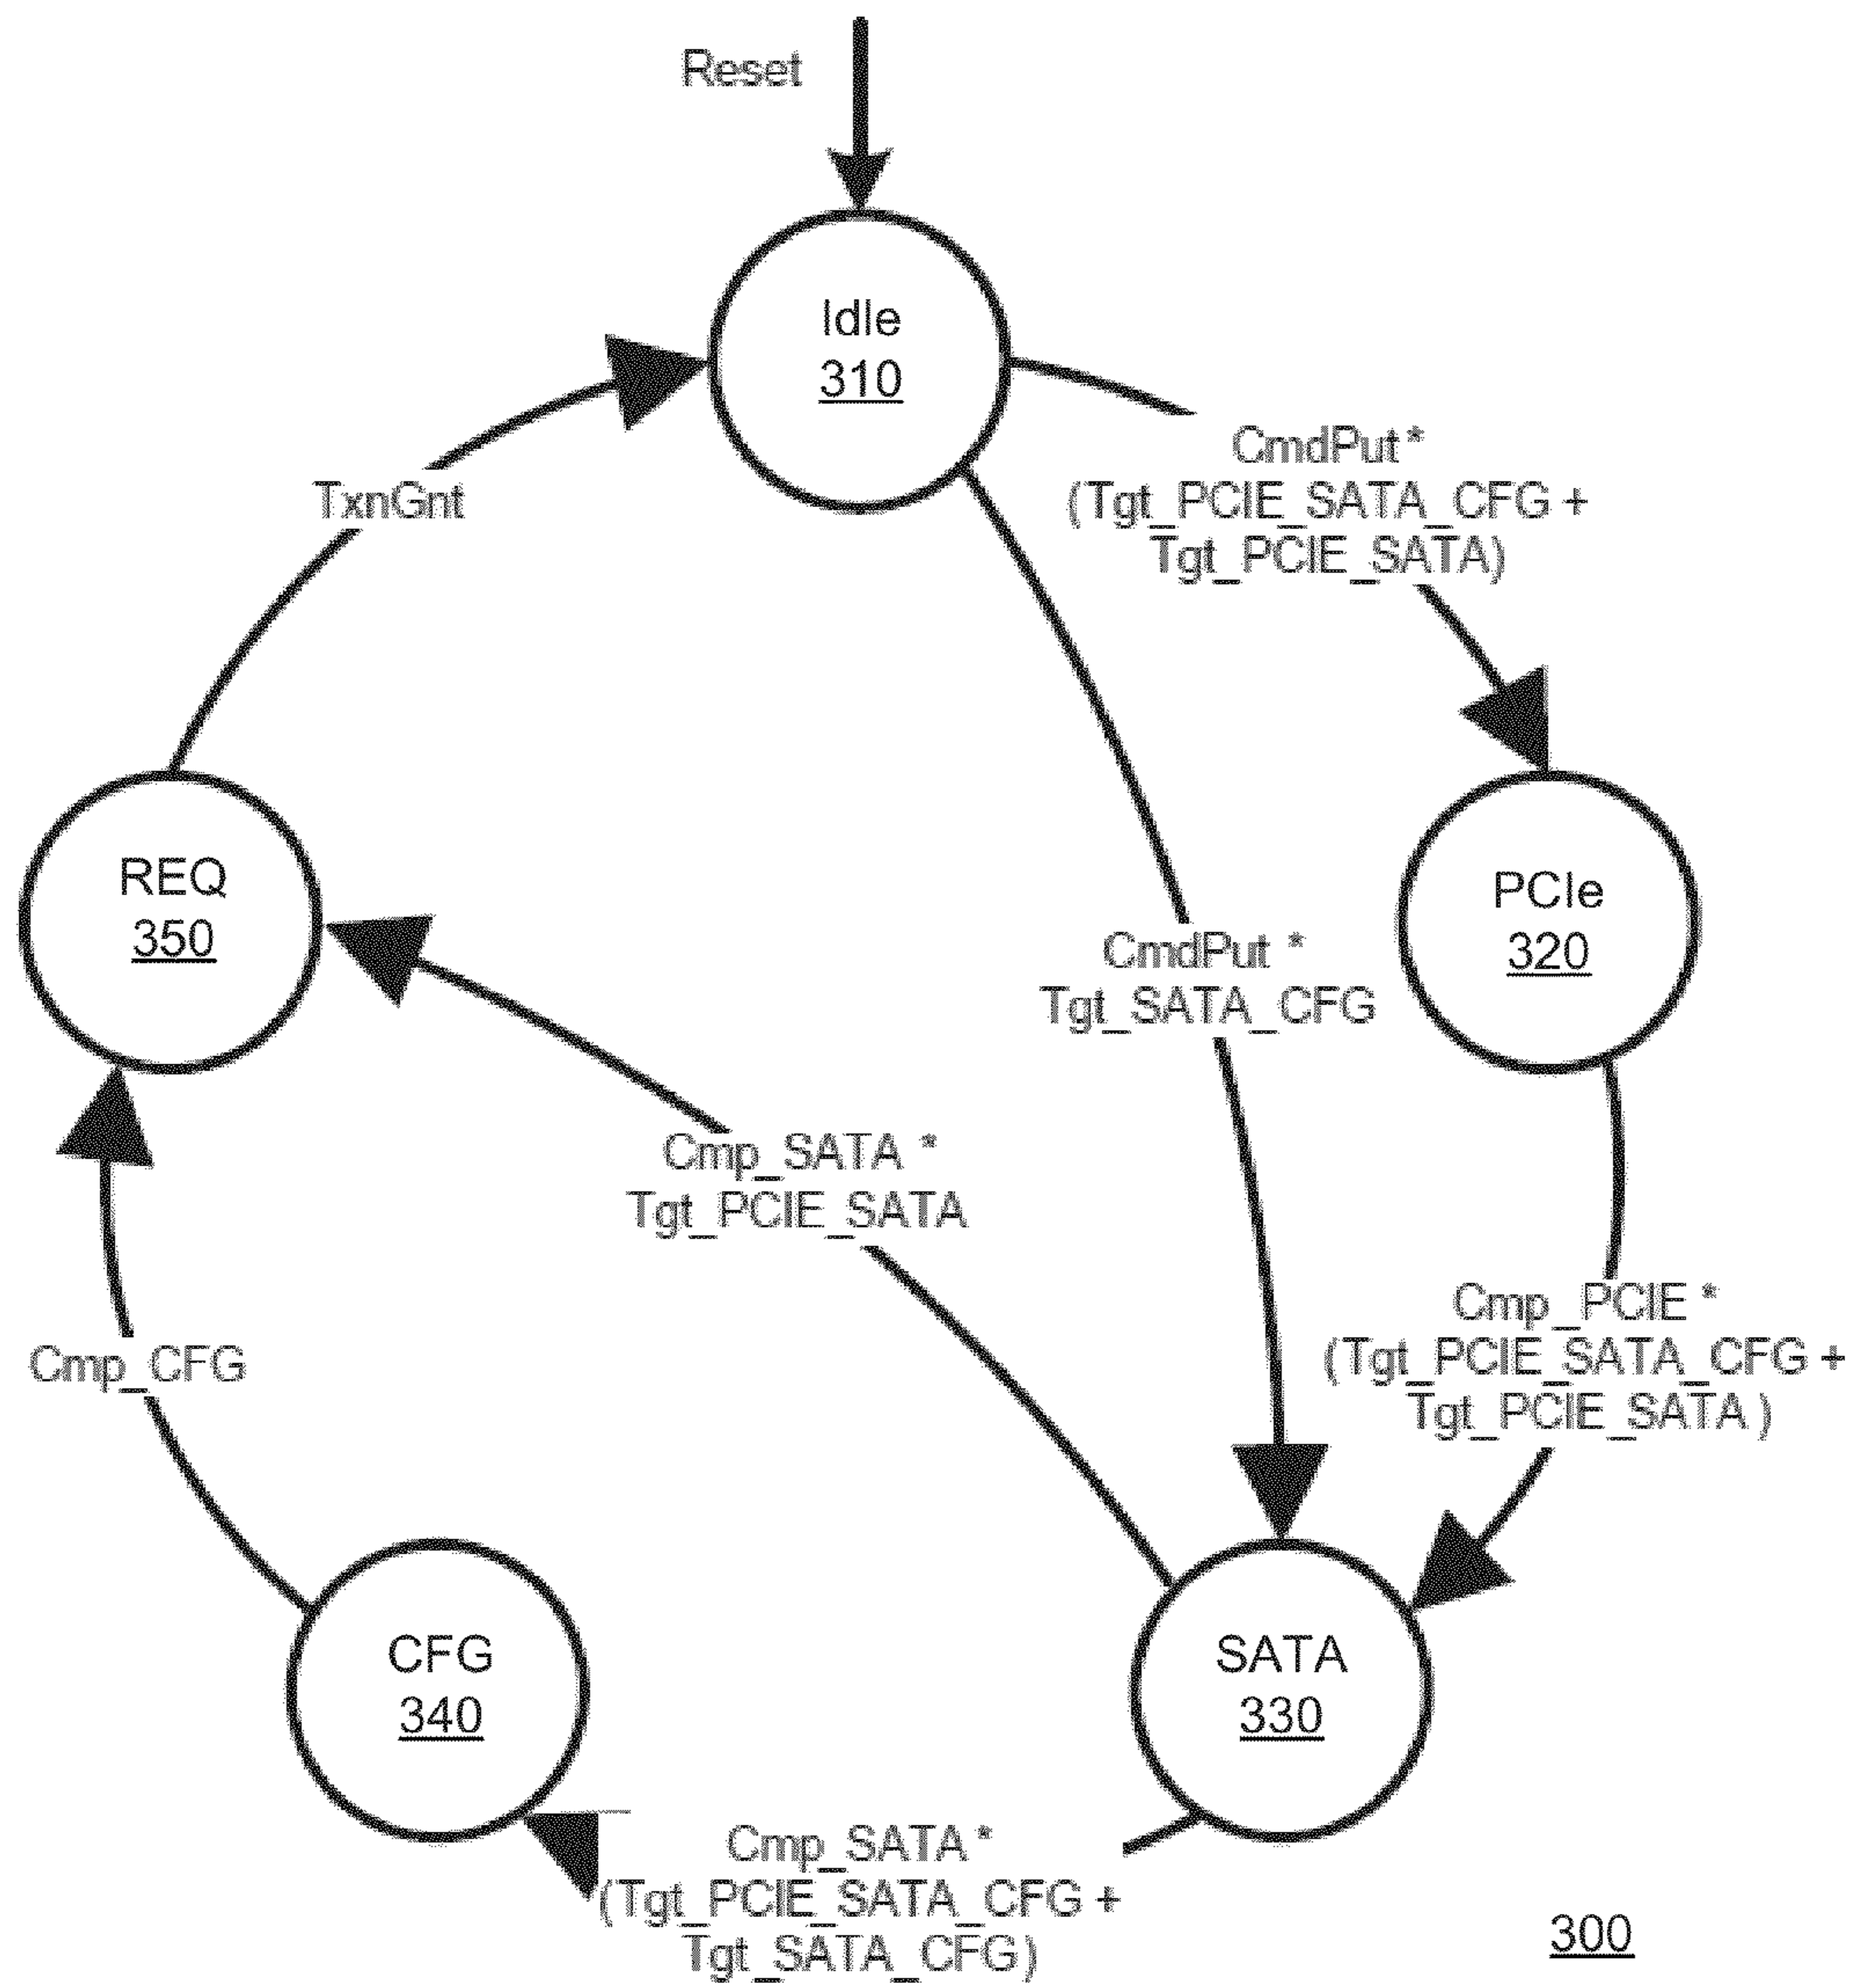 Reset
Idle
310
CmdPut *
(Tgt_PCIE_SATA_CFG +
Tgt_PCIE_SATA)
TxnGnt
REQ
350
PCIe
320
CmdPut *
Tgt_SATA_CFG
Cmp_SATA *
Tgt_PCIE_SATA
Cmp_PCIE *
(Tgt_PCIE_SATA_CFG +
Tgt_PCIE_SATA )
Cmp_CFG
CFG
340
SATA
330
Cmp_SATA *
(Tgt_PCIE_SATA_CFG +
Tgt_SATA_CFG )
300